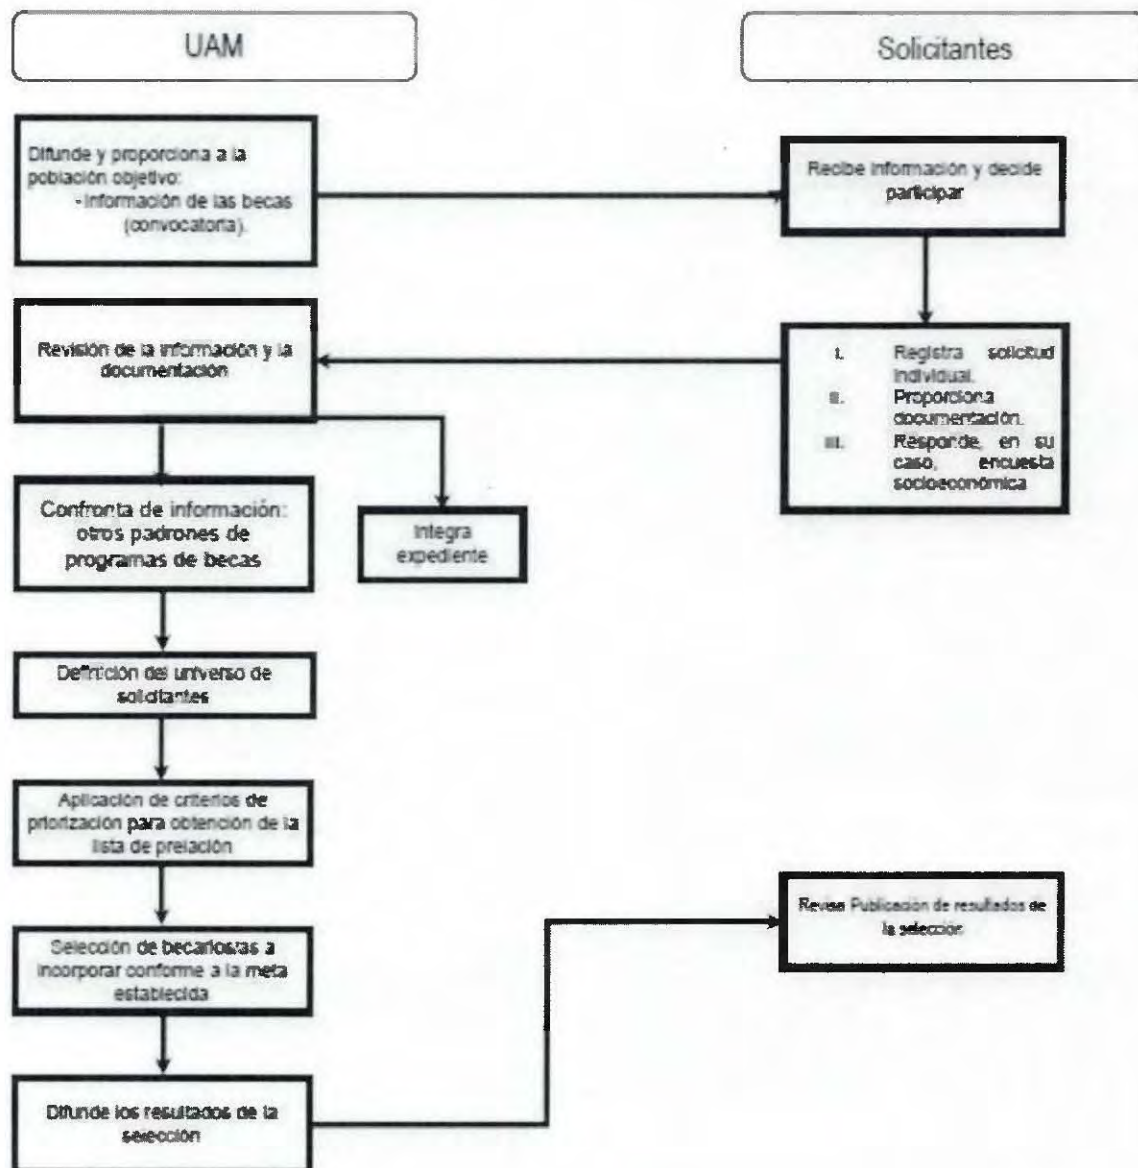 UAM
Solicitantes
Difunde y proporciona a la
población objetivo:
- Información de las becas
(convocatoria).
Recibe información y decide
participar
Revisión de la información y la
documentación
I. Registra solicitud
individual.
II. Proporciona
documentación.
III. Responde, en su
caso, encuesta
socioeconómica
Confronta de información:
otros padrones de
programas de becas
Integra
expediente
Definición del universo de
solicitantes
Aplicación de criterios de
priorización para obtención de la
lista de prelación
Revisa Publicación de resultados de
la selección
Selección de becarios/as a
incorporar conforme a la meta
establecida
Difunde los resultados de la
selección